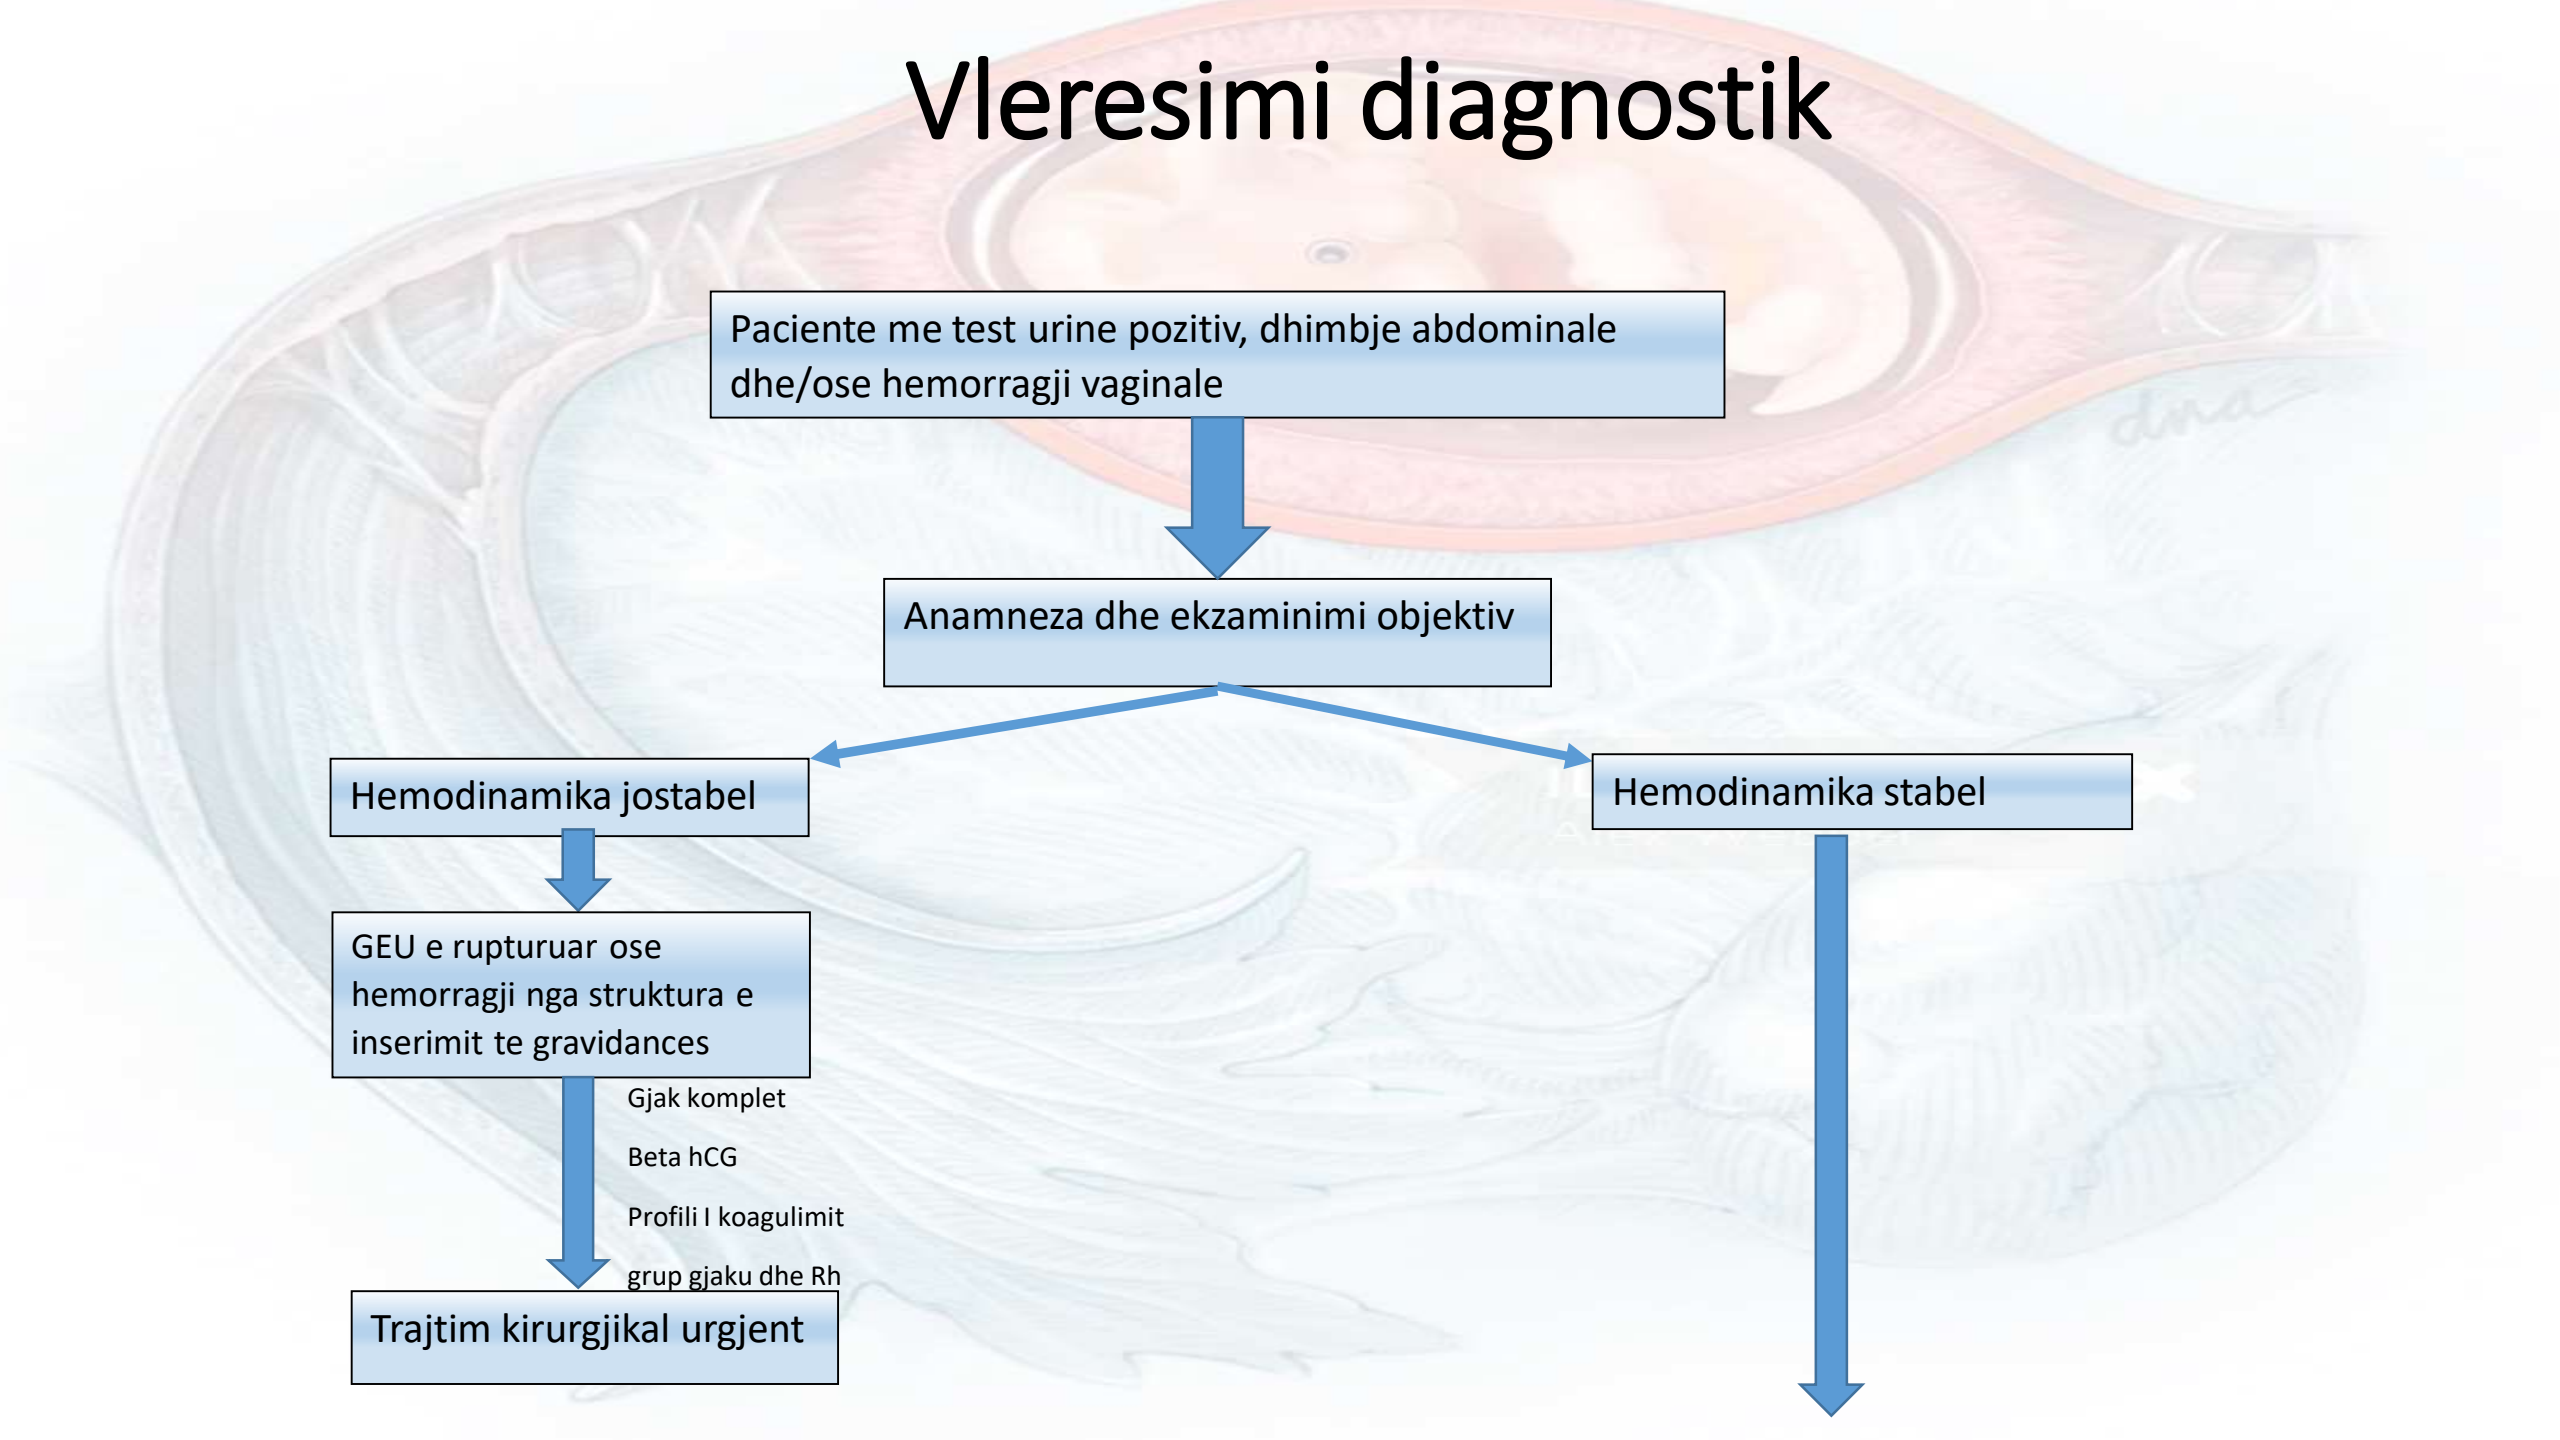 Vleresimi diagnostik
Paciente me test urine pozitiv, dhimbje abdominale
dhe/ose hemorragji vaginale
Anamneza dhe ekzaminimi objektiv
Hemodinamika jostabel
Hemodinamika stabel
GEU e rupturuar ose
hemorragji nga struktura e
inserimit te gravidances
Gjak komplet
Beta hCG
Profili I koagulimit
grup gjaku dhe Rh
Trajtim kirurgjikal urgjent
dna